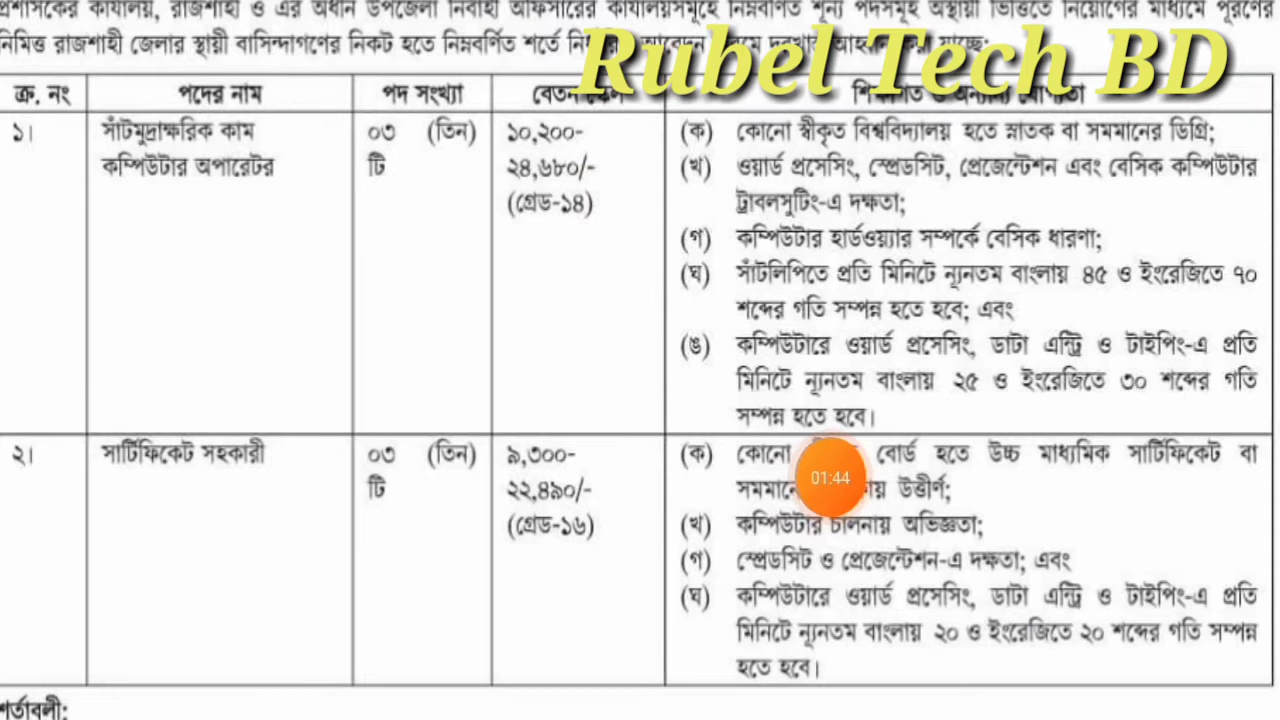 প্রশাসকের কার্যালয়, রাজশাহী ও এর অধীন উপজেলা নির্বাহী অফিসারের কার্যালয়সমূহে নিম্নবর্ণিত শূন্য পদসমূহ অস্থায়ী ভিত্তিতে নিয়োগের মাধ্যমে পূরণের
নিমিত্ত রাজশাহী জেলার স্থায়ী বাসিন্দাগণের নিকট হতে নিম্নবর্ণিত শর্তে
Rubel Tech BD
ক্র. নং পদের নাম পদ সংখ্যা বেতন স্কেল
১। সাঁটমুদ্রাক্ষরিক কাম
কম্পিউটার অপারেটর
০৩ (তিন)
টি
১০,২০০-
২৪,৬৮০/-
(গ্রেড-১৪)
(ক) কোনো স্বীকৃত বিশ্ববিদ্যালয় হতে স্নাতক বা সমমানের ডিগ্রি;
(খ) ওয়ার্ড প্রসেসিং, স্প্রেডসিট, প্রেজেন্টেশন এবং বেসিক কম্পিউটার
ট্রাবলসুটিং-এ দক্ষতা;
(গ) কম্পিউটার হার্ডওয়্যার সম্পর্কে বেসিক ধারণা;
(ঘ) সাঁটলিপিতে প্রতি মিনিটে ন্যূনতম বাংলায় ৪৫ ও ইংরেজিতে ৭০
শব্দের গতি সম্পন্ন হতে হবে; এবং
(ঙ) কম্পিউটারে ওয়ার্ড প্রসেসিং, ডাটা এন্ট্রি ও টাইপিং-এ প্রতি
মিনিটে ন্যূনতম বাংলায় ২৫ ও ইংরেজিতে ৩০ শব্দের গতি
সম্পন্ন হতে হবে।
২। সার্টিফিকেট সহকারী
০৩ (তিন)
টি
৯,৩০০-
২২,৪৯০/-
(গ্রেড-১৬)
(ক) কোনো বোর্ড হতে উচ্চ মাধ্যমিক সার্টিফিকেট বা
উত্তীর্ণ;
01:44
(খ) কম্পিউটার চালনায় অভিজ্ঞতা;
(গ) স্প্রেডসিট ও প্রেজেন্টেশন-এ দক্ষতা; এবং
(ঘ) কম্পিউটারে ওয়ার্ড প্রসেসিং, ডাটা এন্ট্রি ও টাইপিং-এ প্রতি
মিনিটে ন্যূনতম বাংলায় ২০ ও ইংরেজিতে ২০ শব্দের গতি সম্পন্ন
হতে হবে।
শর্তাবলী: